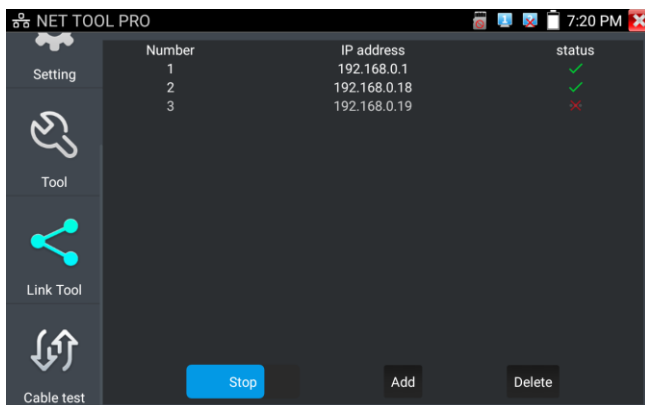 NET TOOL PRO 7:20 PM
Setting
Tool
Link Tool
Cable test
Number IP address status
1 192.168.0.1
2 192.168.0.18
3 192.168.0.19
Stop Add Delete